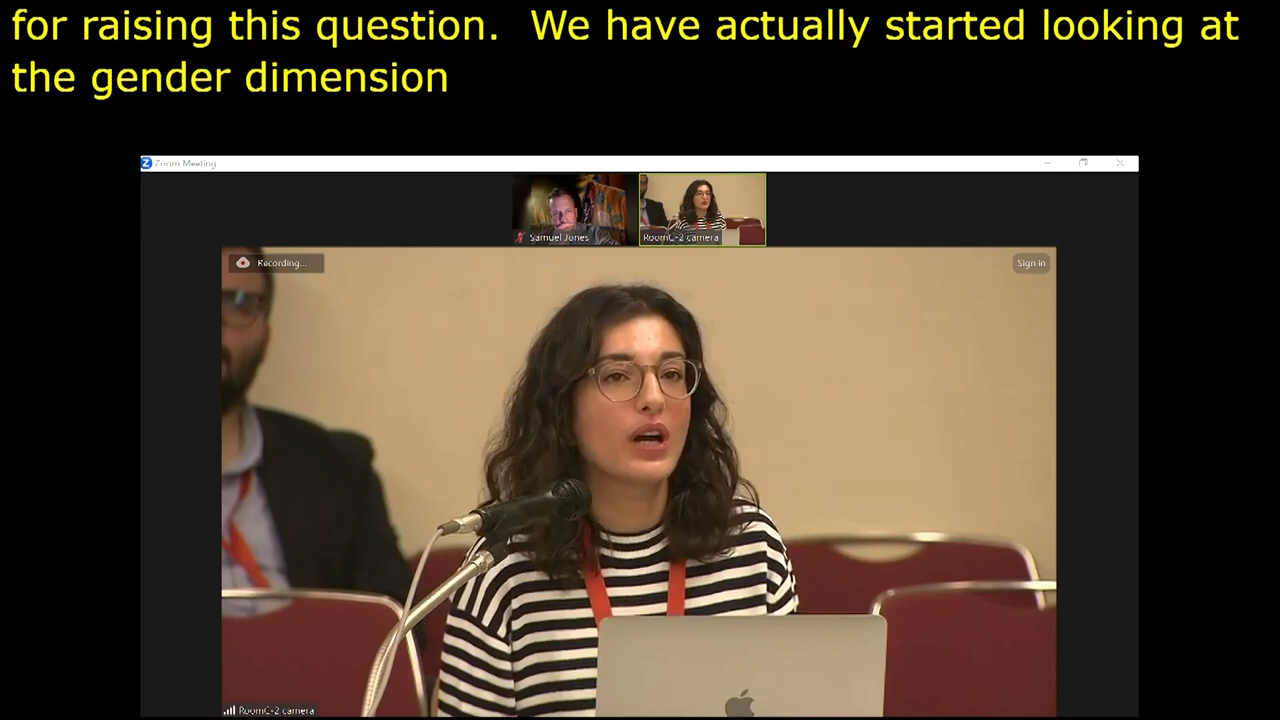 for raising this question.  We have actually started looking at
the gender dimension
Zoom Meeting
Samuel Jones
RoomC-2 camera
Recording...
Sign in
RoomC-2 camera